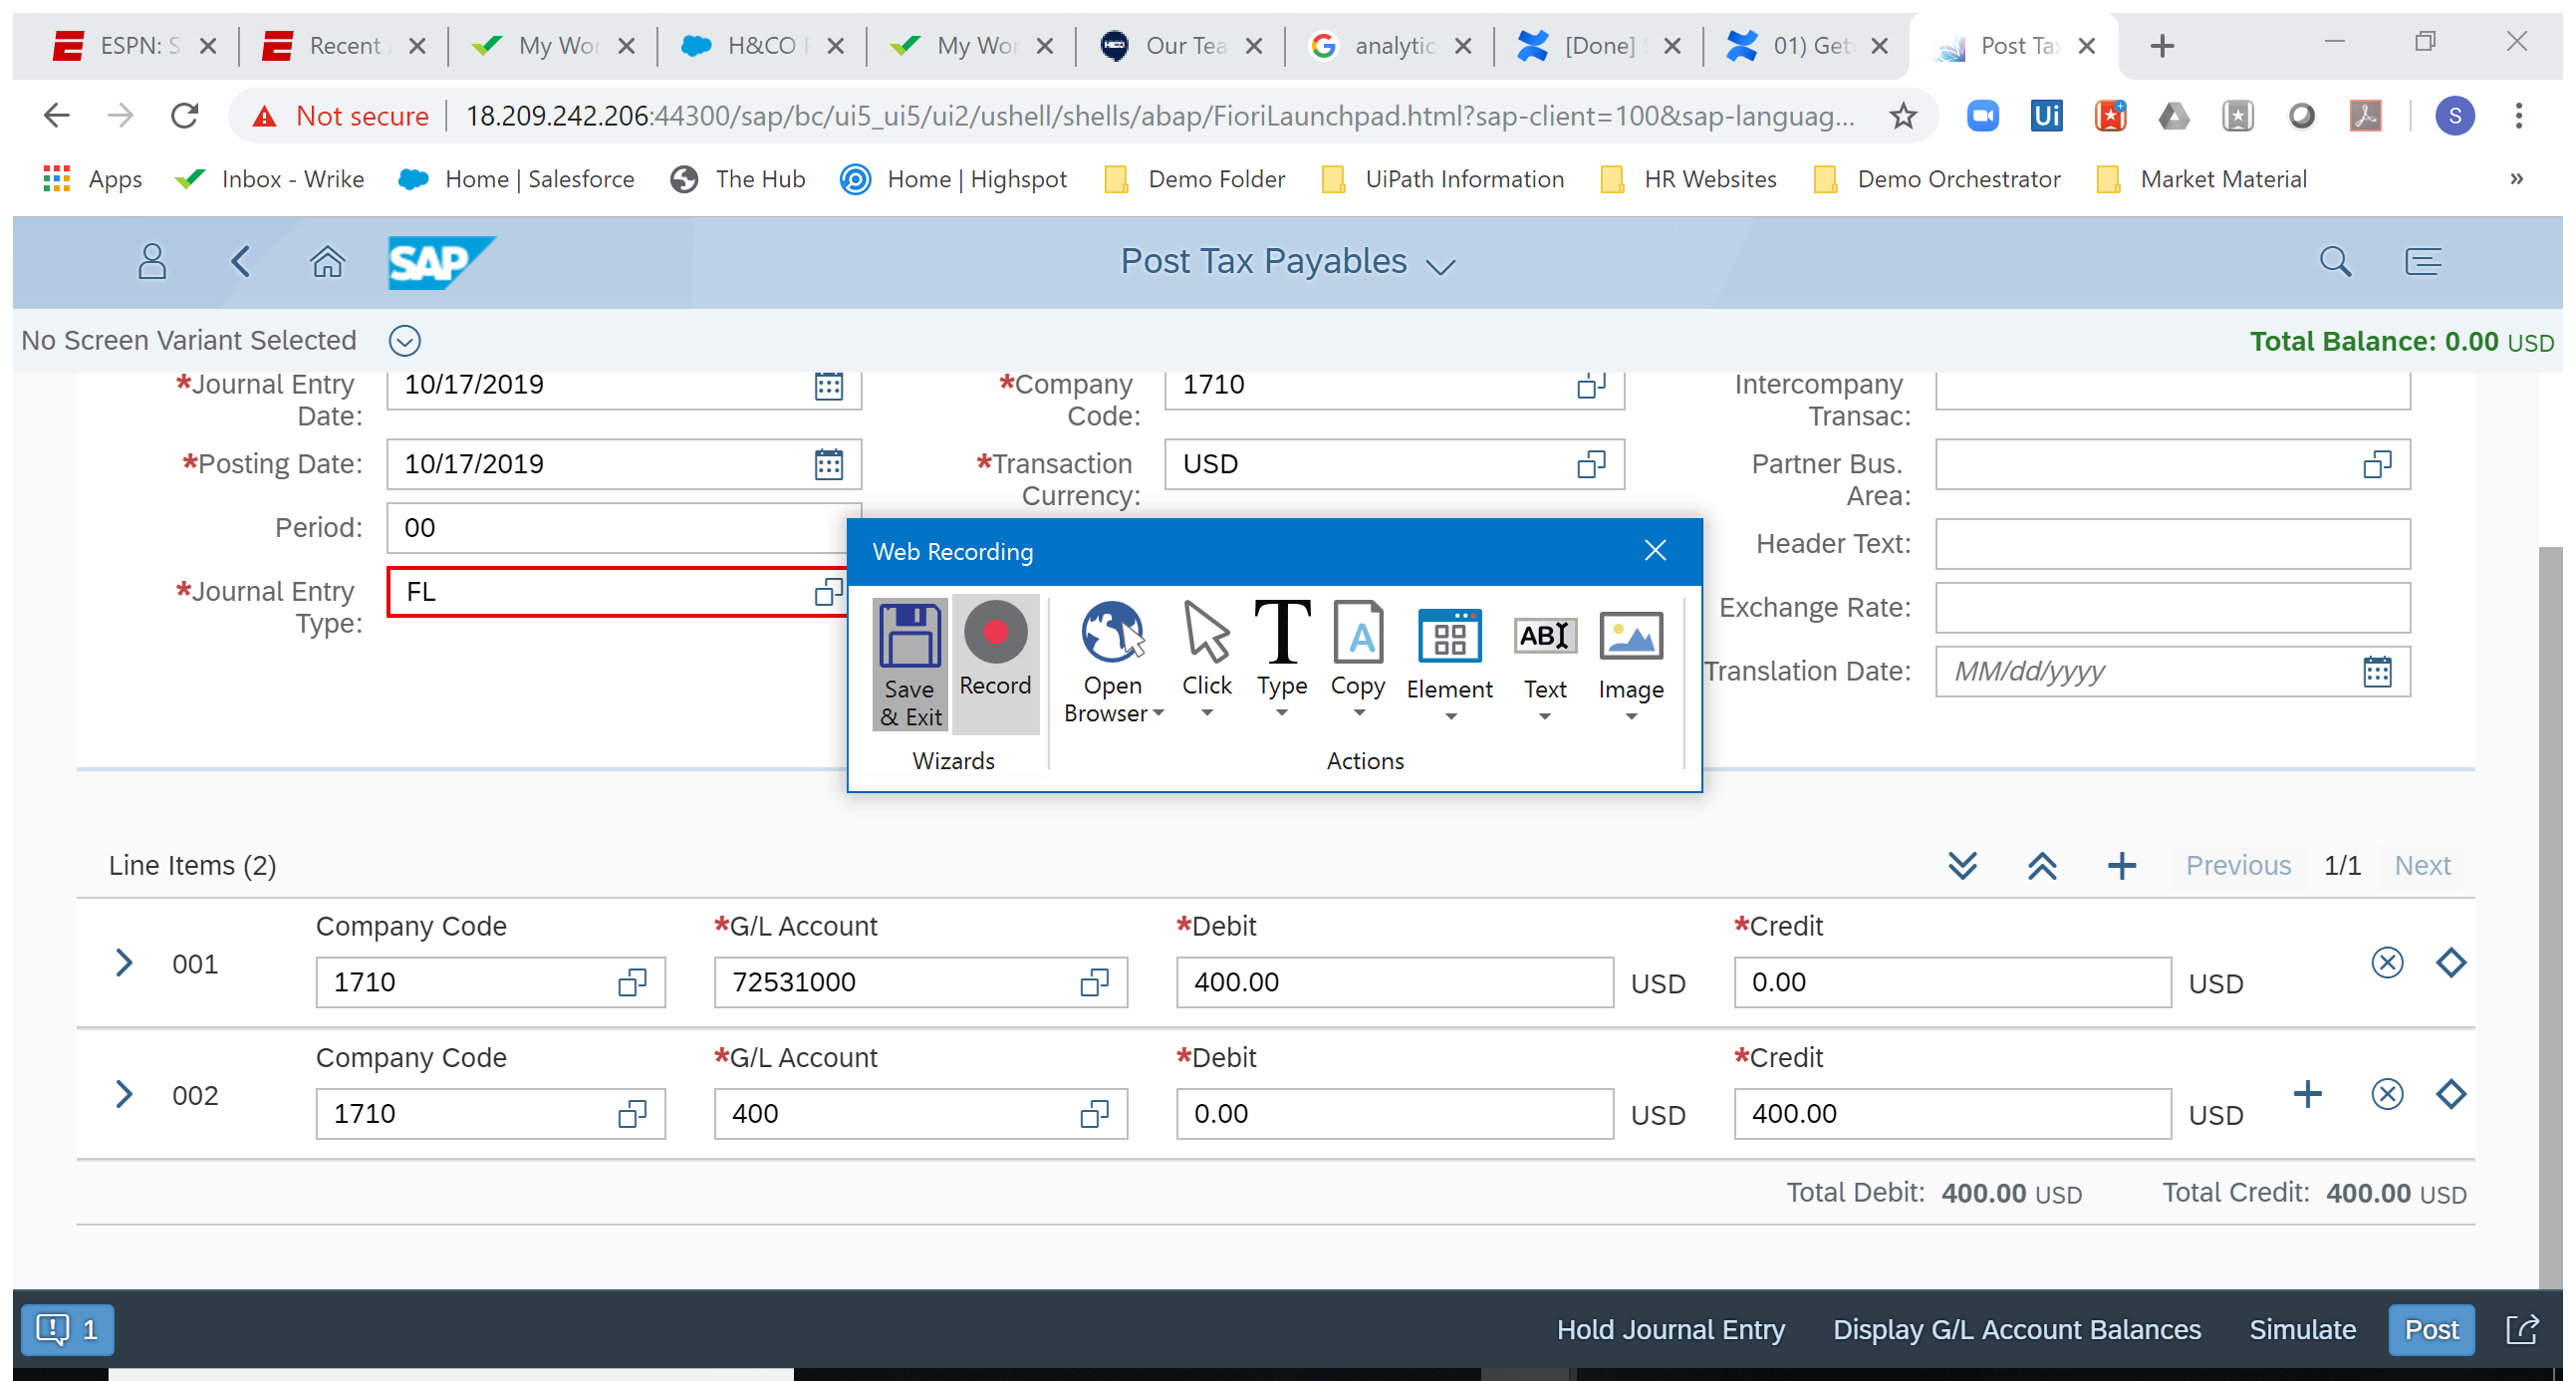 ESPN: S
Recent
My Wor
H&CO
My Wor
Our Tea
analytic
[Done]
01) Get
Post Tax
Not secure
18.209.242.206:44300/sap/bc/ui5_ui5/ui2/ushell/shells/abap/FioriLaunchpad.html?sap-client=100&sap-languag...
Ui
S
Apps
Inbox - Wrike
Home | Salesforce
The Hub
Home | Highspot
Demo Folder
UiPath Information
HR Websites
Demo Orchestrator
Market Material
»
SAP
Post Tax Payables
No Screen Variant Selected
Total Balance: 0.00 USD
*Journal Entry Date:
10/17/2019
*Company Code:
1710
Intercompany Transac:
*Posting Date:
10/17/2019
*Transaction Currency:
USD
Partner Bus. Area:
Period:
00
Header Text:
*Journal Entry Type:
FL
Exchange Rate:
Translation Date:
MM/dd/yyyy
Web Recording
Save & Exit
Record
Open Browser
Click
Type
Copy
Element
Text
Image
Wizards
Actions
Line Items (2)
Previous
1/1
Next
Company Code
*G/L Account
*Debit
*Credit
001
1710
72531000
400.00
USD
0.00
USD
Company Code
*G/L Account
*Debit
*Credit
002
1710
400
0.00
USD
400.00
USD
Total Debit: 400.00 USD
Total Credit: 400.00 USD
1
Hold Journal Entry
Display G/L Account Balances
Simulate
Post